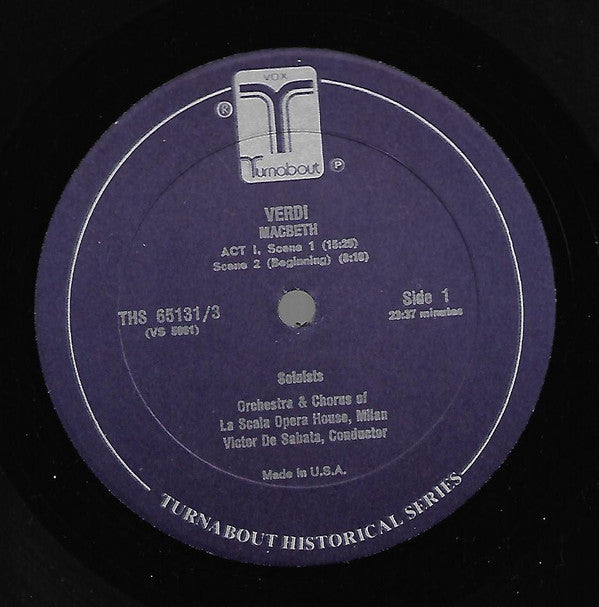 VOX
Turnabout
® ℗
VERDI
MACBETH
ACT I, Scene 1 (15:25)
Scene 2 (Beginning) (8:10)
THS 65131/3
Side 1
23:37 minutes
Soloists
Orchestra & Chorus of
La Scala Opera House, Milan
Victor De Sabata, Conductor
Made in U.S.A.
TURNABOUT HISTORICAL SERIES